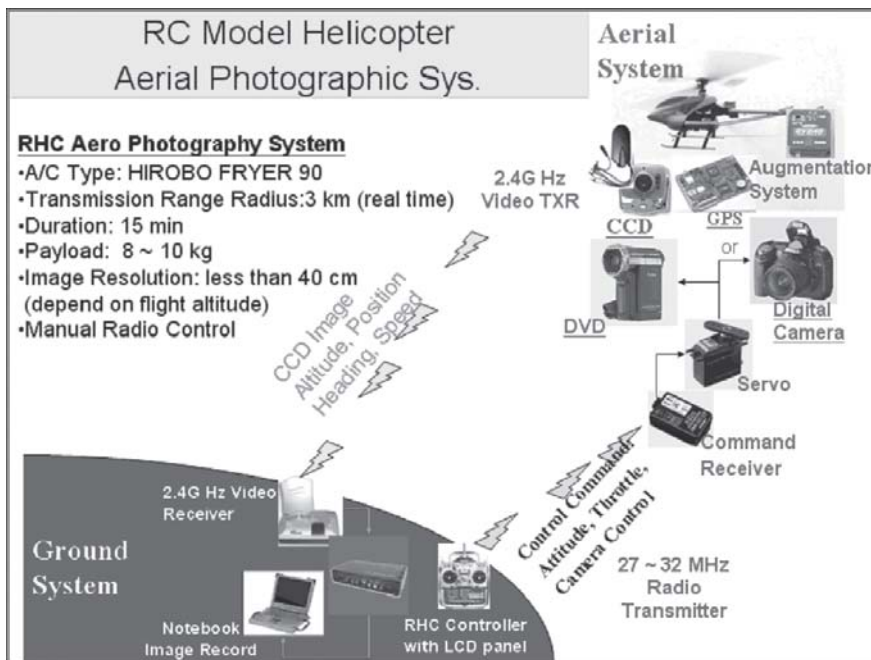 RC Model Helicopter
Aerial Photographic Sys.
Aerial
System
RHC Aero Photography System
•A/C Type: HIROBO FRYER 90
•Transmission Range Radius:3 km (real time)
•Duration: 15 min
•Payload: 8 ~ 10 kg
•Image Resolution: less than 40 cm
(depend on flight altitude)
•Manual Radio Control
2.4G Hz
Video TXR
Augmentation
System
CCD
GPS
or
DVD
Digital
Camera
Servo
Command
Receiver
CCD Image
Altitude, Position
Heading, Speed
Control Command:
Attitude, Throttle,
Camera Control
27 ~ 32 MHz
Radio
Transmitter
2.4G Hz Video
Receiver
Ground
System
Notebook
Image Record
RHC Controller
with LCD panel